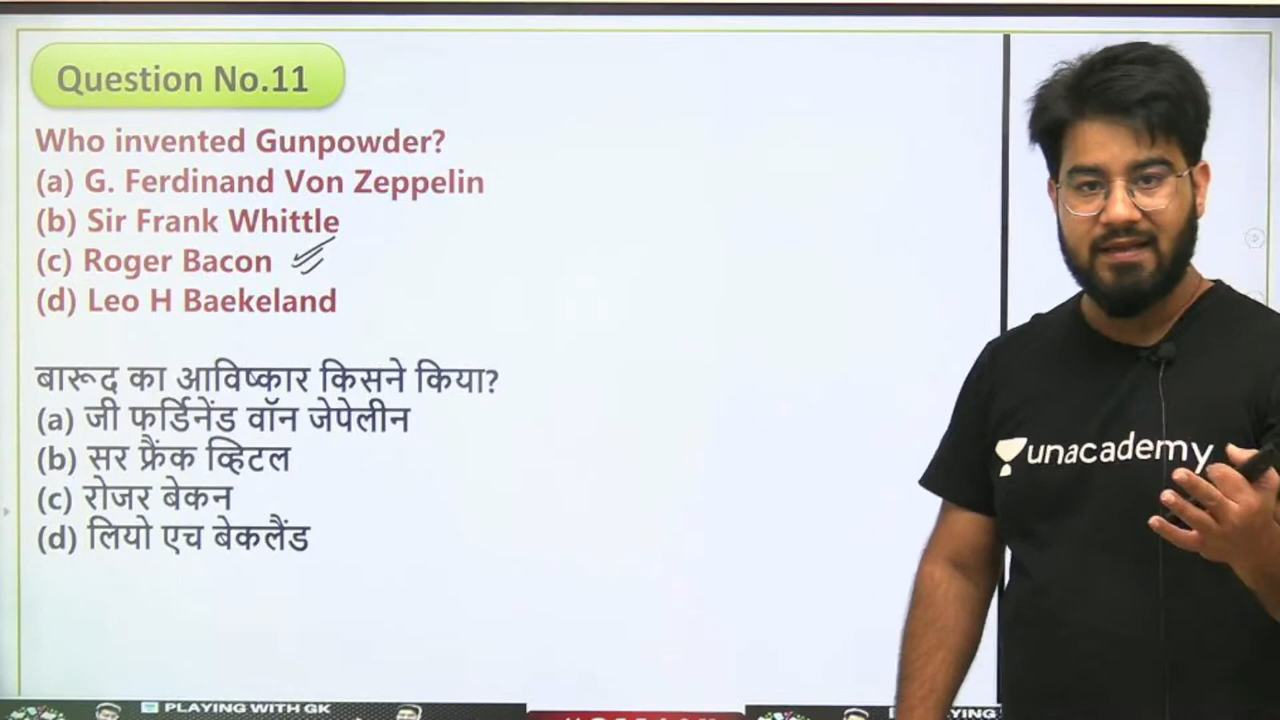 Question No.11
Who invented Gunpowder?
(a) G. Ferdinand Von Zeppelin
(b) Sir Frank Whittle
(c) Roger Bacon
(d) Leo H Baekeland
बारूद का आविष्कार किसने किया?
(a) जी फर्डिनेंड वॉन जेपेलीन
(b) सर फ्रैंक व्हिटल
(c) रोजर बेकन
(d) लियो एच बेकलैंड
unacademy
PLAYING WITH GK